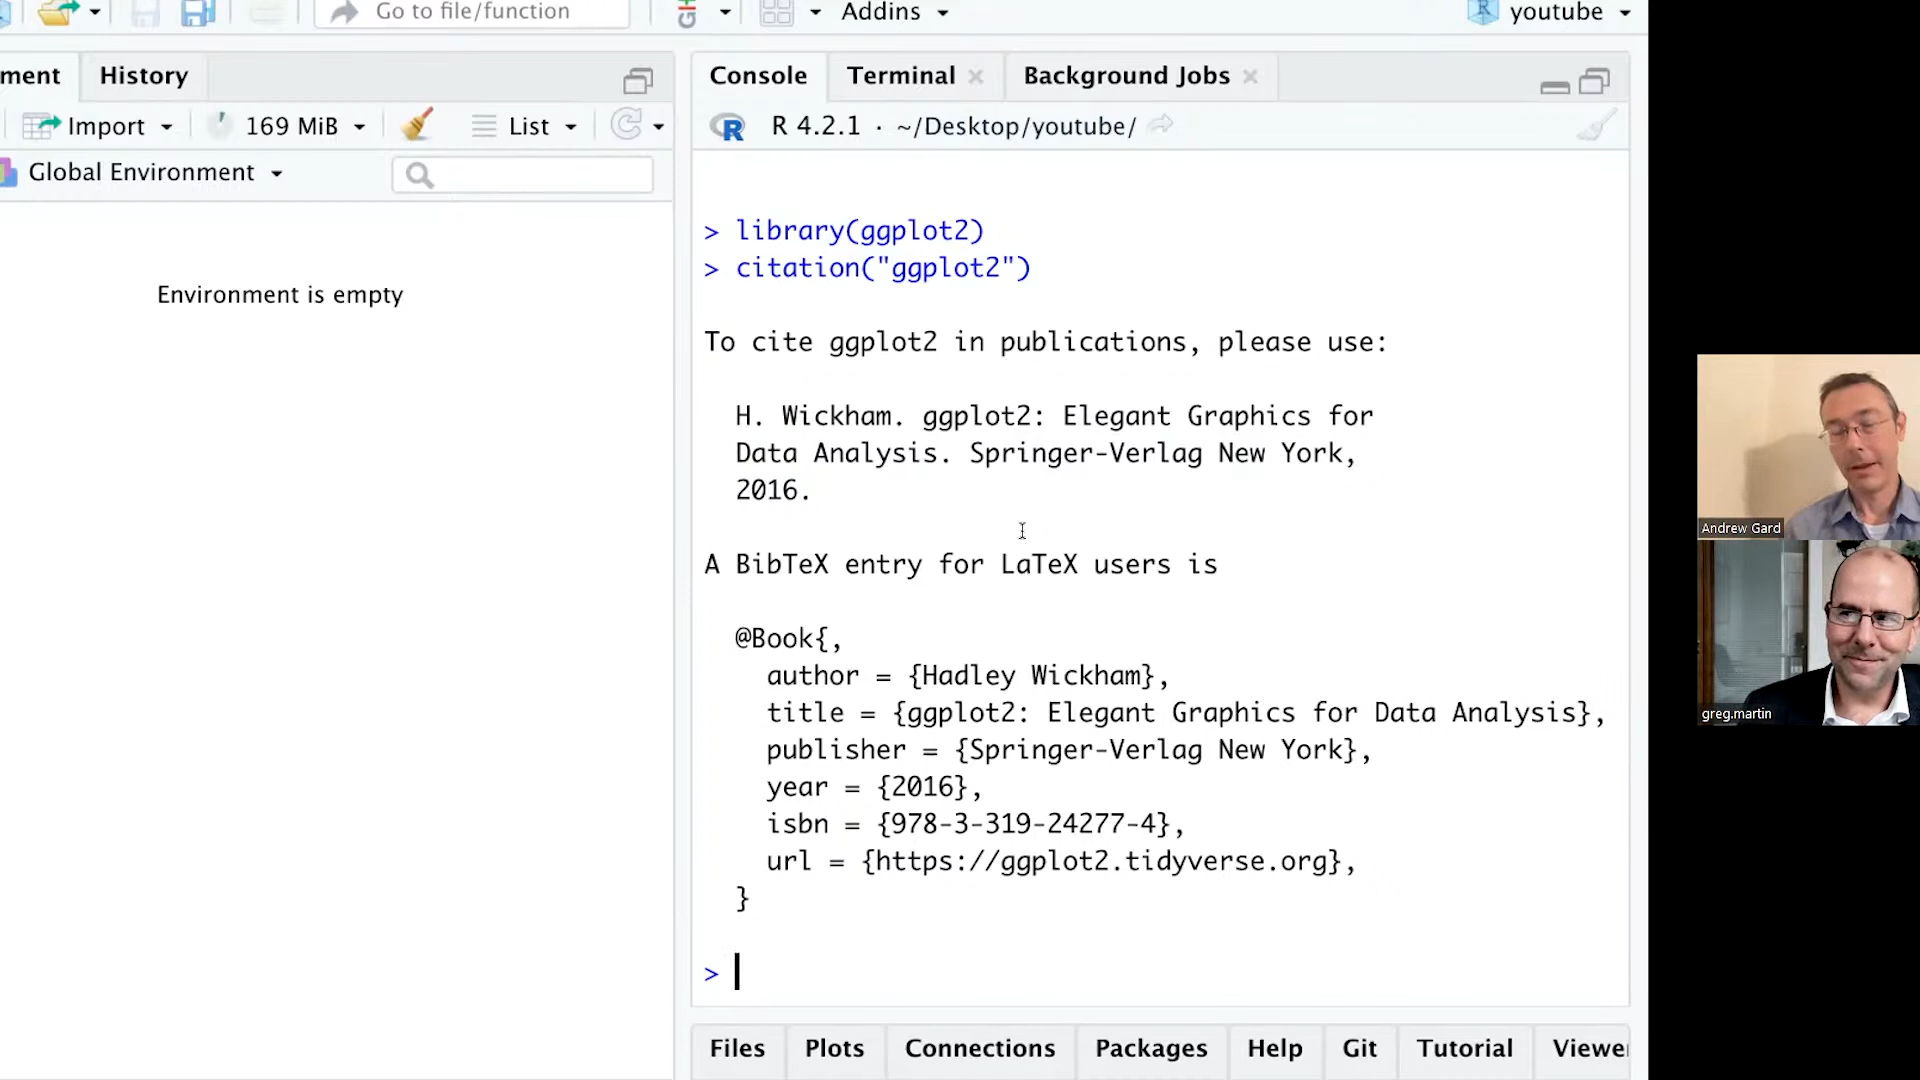 Go to file/function
Addins
youtube
ment
History
Import
169 MiB
List
Global Environment
Environment is empty
Console
Terminal
Background Jobs
R 4.2.1 · ~/Desktop/youtube/
> library(ggplot2)
> citation("ggplot2")
To cite ggplot2 in publications, please use:
H. Wickham. ggplot2: Elegant Graphics for
Data Analysis. Springer-Verlag New York,
2016.
A BibTeX entry for LaTeX users is
@Book{,
author = {Hadley Wickham},
title = {ggplot2: Elegant Graphics for Data Analysis},
publisher = {Springer-Verlag New York},
year = {2016},
isbn = {978-3-319-24277-4},
url = {https://ggplot2.tidyverse.org},
}
>
Files
Plots
Connections
Packages
Help
Git
Tutorial
Viewe
Andrew Gard
greg.martin